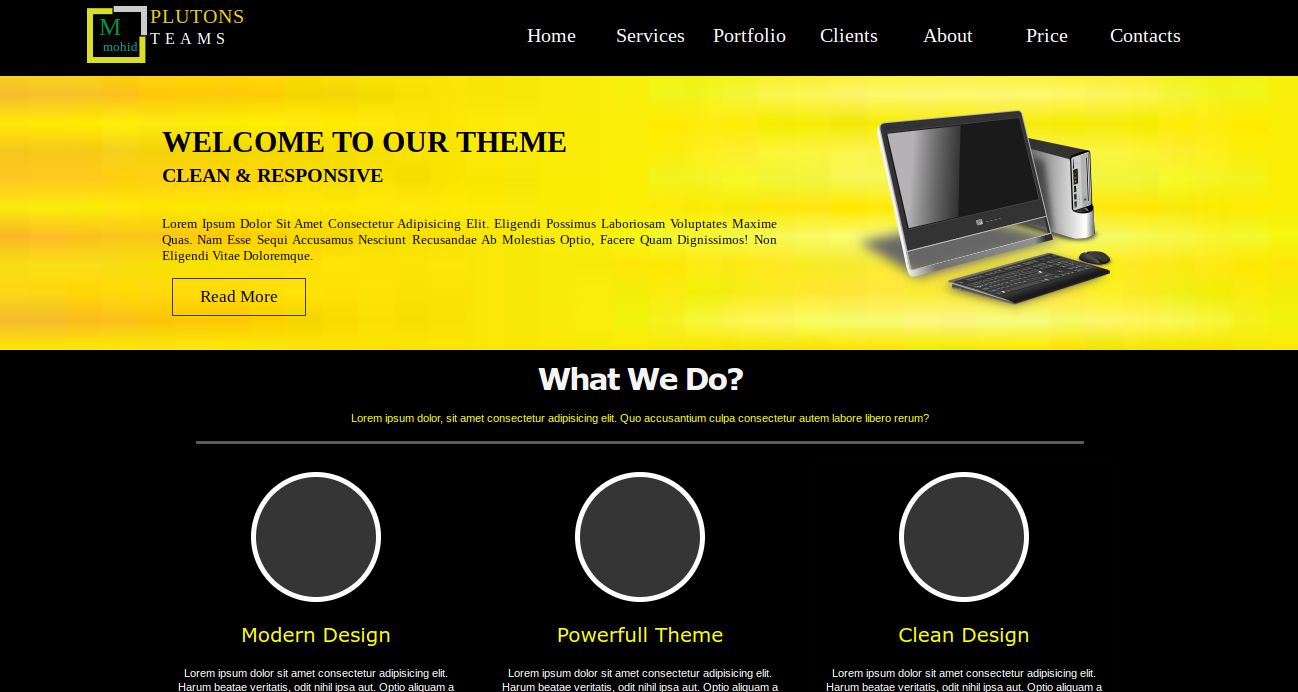 M
mohid
PLUTONS
TEAMS
Home Services Portfolio Clients About Price Contacts
WELCOME TO OUR THEME
CLEAN & RESPONSIVE
Lorem Ipsum Dolor Sit Amet Consectetur Adipisicing Elit. Eligendi Possimus Laboriosam Voluptates Maxime
Quas. Nam Esse Sequi Accusamus Nesciunt Recusandae Ab Molestias Optio, Facere Quam Dignissimos! Non
Eligendi Vitae Doloremque.
Read More
What We Do?
Lorem ipsum dolor, sit amet consectetur adipisicing elit. Quo accusantium culpa consectetur autem labore libero rerum?
Modern Design
Lorem ipsum dolor sit amet consectetur adipisicing elit.
Harum beatae veritatis, odit nihil ipsa aut. Optio aliquam a
Powerfull Theme
Lorem ipsum dolor sit amet consectetur adipisicing elit.
Harum beatae veritatis, odit nihil ipsa aut. Optio aliquam a
Clean Design
Lorem ipsum dolor sit amet consectetur adipisicing elit.
Harum beatae veritatis, odit nihil ipsa aut. Optio aliquam a